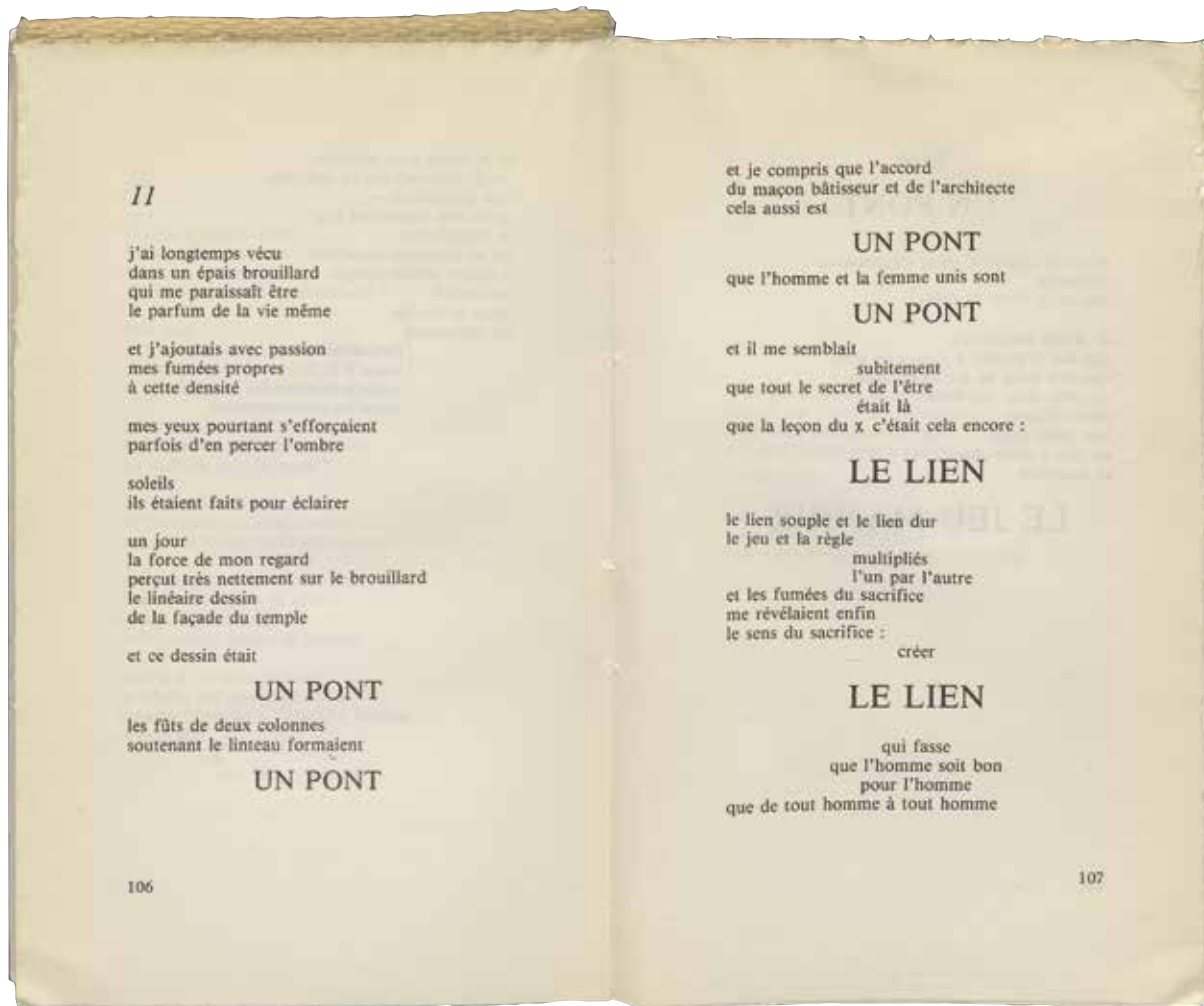 11
j'ai longtemps vécu
dans un épais brouillard
qui me paraissaît être
le parfum de la vie même
et j'ajoutais avec passion
mes fumées propres
à cette densité
mes yeux pourtant s'efforçaient
parfois d'en percer l'ombre
soleils
ils étaient faits pour éclairer
un jour
la force de mon regard
perçut très nettement sur le brouillard
le linéaire dessin
de la façade du temple
et ce dessin était
UN PONT
les fûts de deux colonnes
soutenant le linteau formaient
UN PONT
106
et je compris que l'accord
du maçon bâtisseur et de l'architecte
cela aussi est
UN PONT
que l'homme et la femme unis sont
UN PONT
et il me semblait
subitement
que tout le secret de l'être
était là
que la leçon du χ c'était cela encore :
LE LIEN
le lien souple et le lien dur
le jeu et la règle
multipliés
l'un par l'autre
et les fumées du sacrifice
me révélaient enfin
le sens du sacrifice :
créer
LE LIEN
qui fasse
que l'homme soit bon
pour l'homme
que de tout homme à tout homme
107